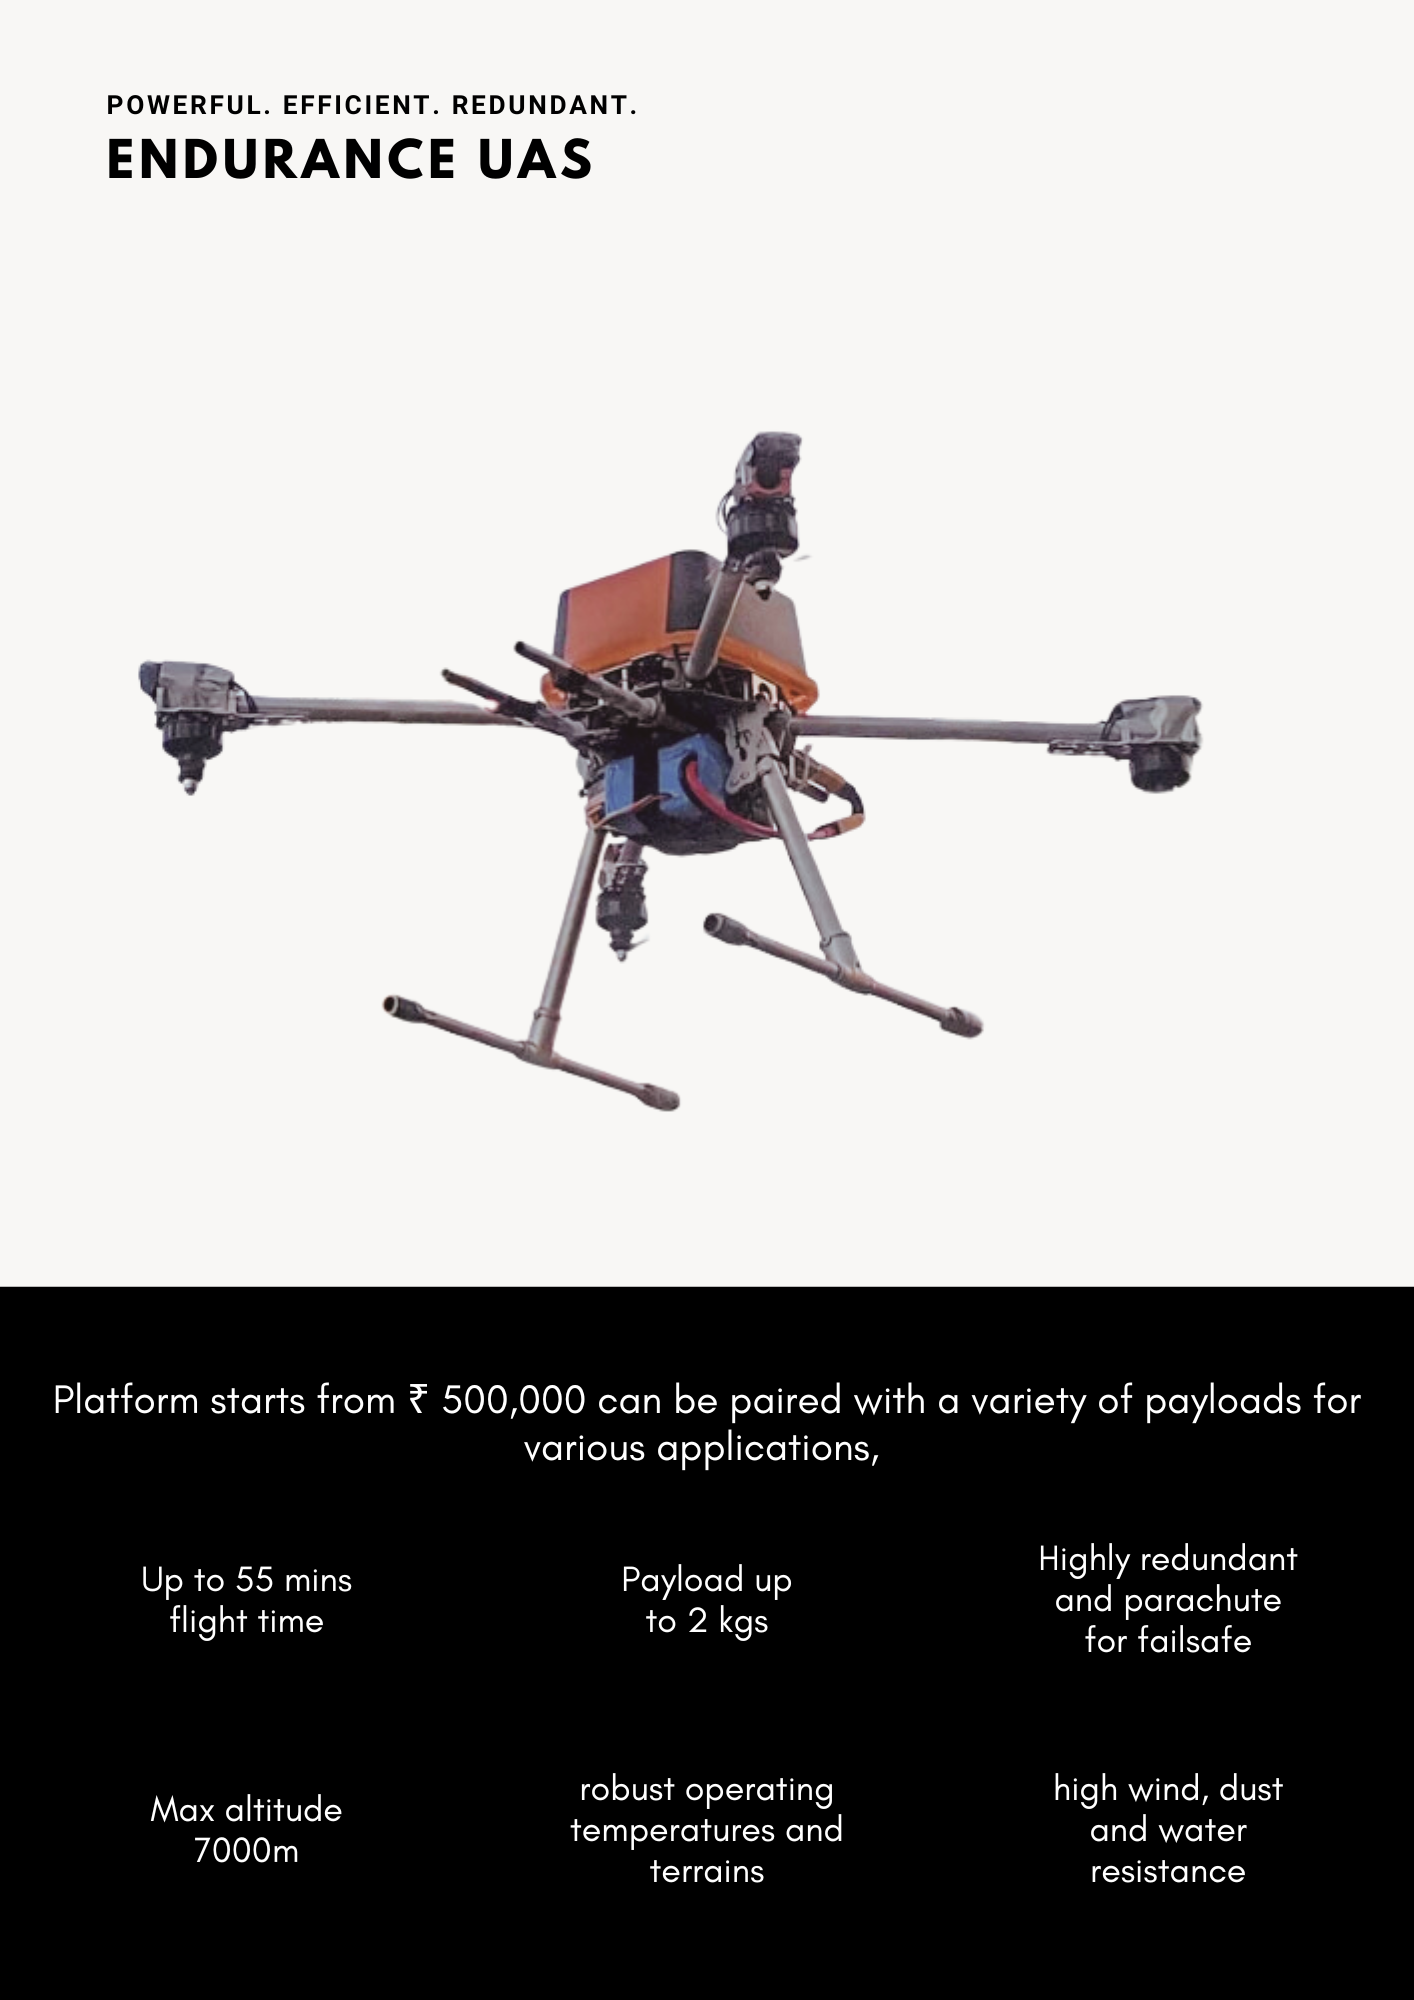 POWERFUL. EFFICIENT. REDUNDANT.
ENDURANCE UAS
Platform starts from ₹ 500,000 can be paired with a variety of payloads for
various applications,
Up to 55 mins
flight time
Payload up
to 2 kgs
Highly redundant
and parachute
for failsafe
Max altitude
7000m
robust operating
temperatures and
terrains
high wind, dust
and water
resistance